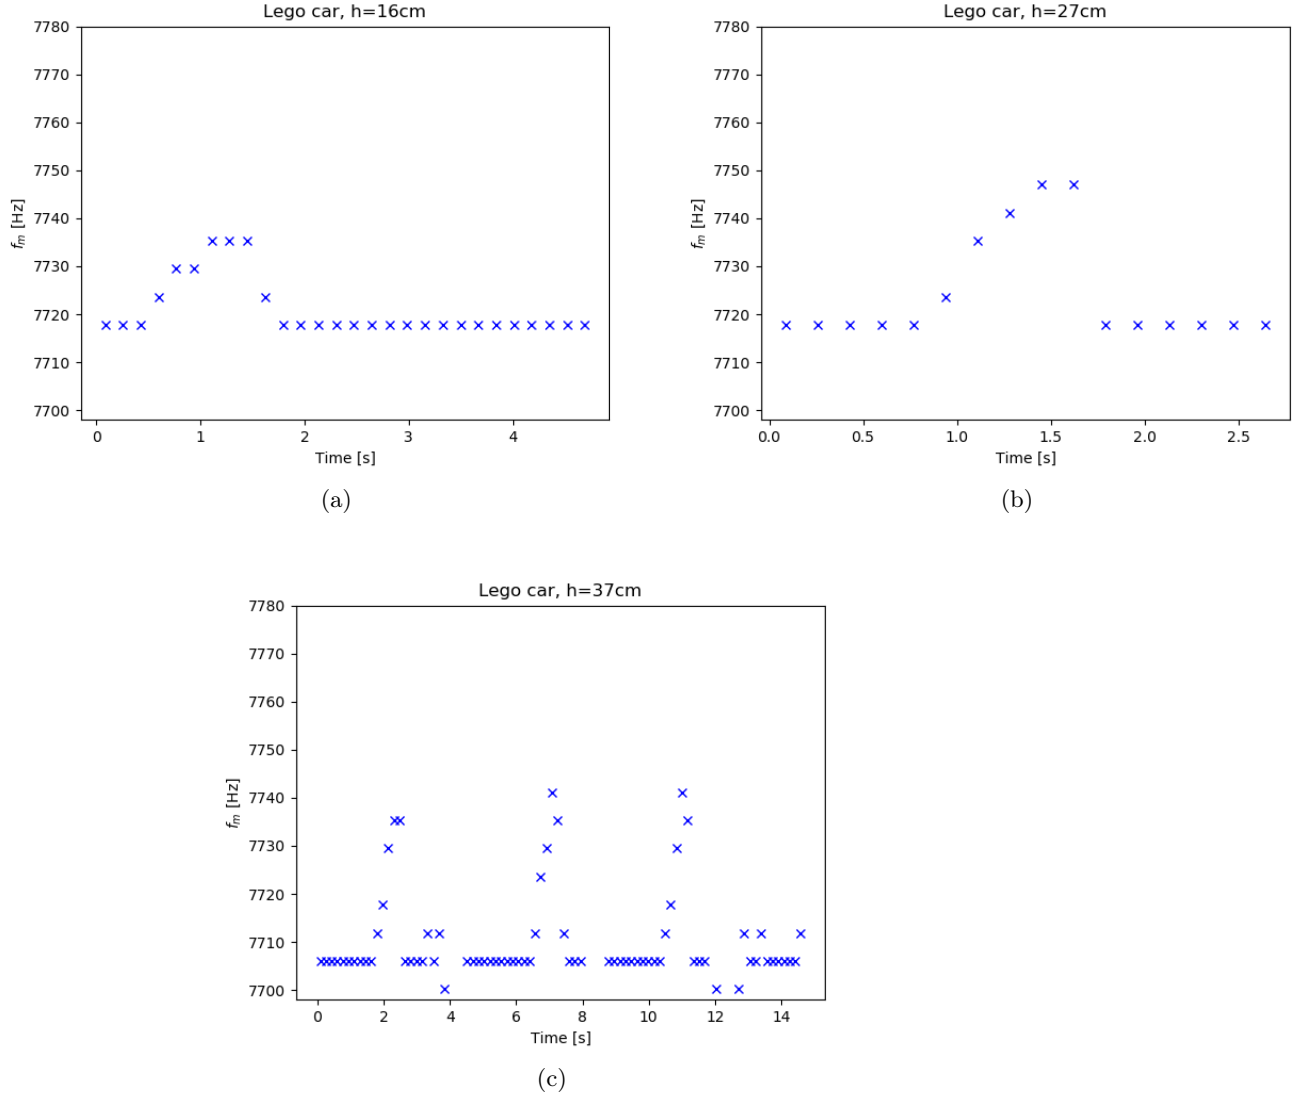 Lego car, h=16cm
7780
7770
7760
7750
7740
7730
7720
7710
7700
f_m [Hz]
0 1 2 3 4
Time [s]
(a)
Lego car, h=27cm
7780
7770
7760
7750
7740
7730
7720
7710
7700
f_m [Hz]
0.0 0.5 1.0 1.5 2.0 2.5
Time [s]
(b)
Lego car, h=37cm
7780
7770
7760
7750
7740
7730
7720
7710
7700
f_m [Hz]
0 2 4 6 8 10 12 14
Time [s]
(c)